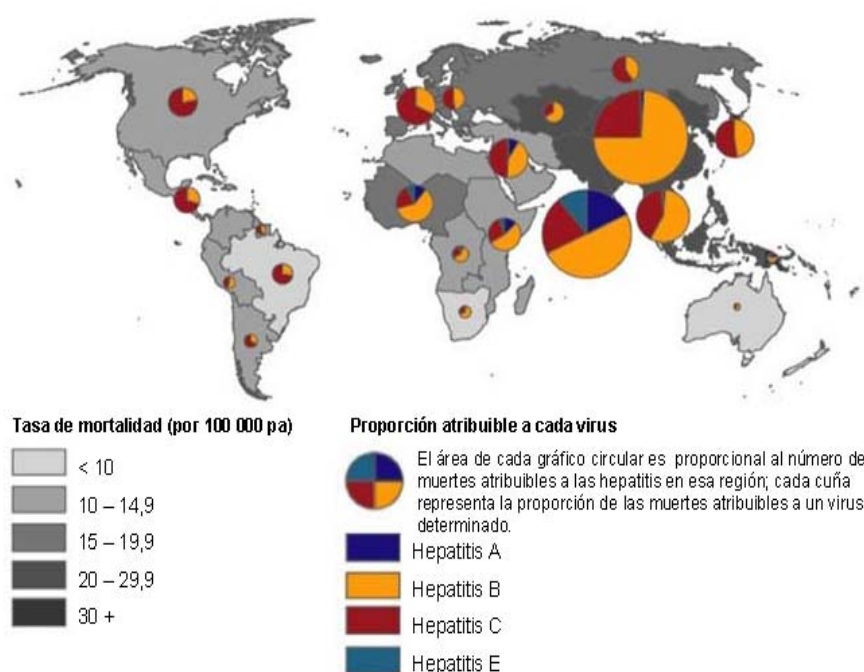 Tasa de mortalidad (por 100 000 pa)
< 10
10 – 14,9
15 – 19,9
20 – 29,9
30 +
Proporción atribuible a cada virus
El área de cada gráfico circular es proporcional al número de
muertes atribuibles a las hepatitis en esa región; cada cuña
representa la proporción de las muertes atribuibles a un virus
determinado.
Hepatitis A
Hepatitis B
Hepatitis C
Hepatitis E